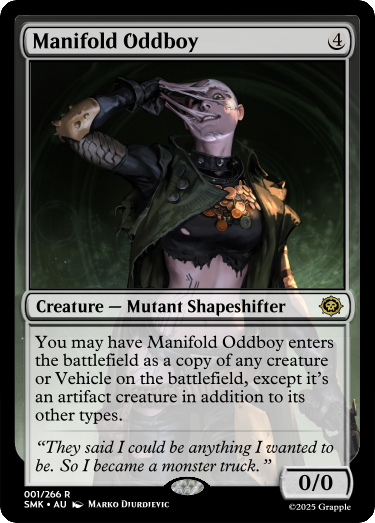 Manifold Oddboy 4
Creature — Mutant Shapeshifter
You may have Manifold Oddboy enters
the battlefield as a copy of any creature
or Vehicle on the battlefield, except it's
an artifact creature in addition to its
other types.
“They said I could be anything I wanted to
be. So I became a monster truck.”
0/0
001/266 R
SMK • AU Marko Djurdjevic
©2025 Grapple